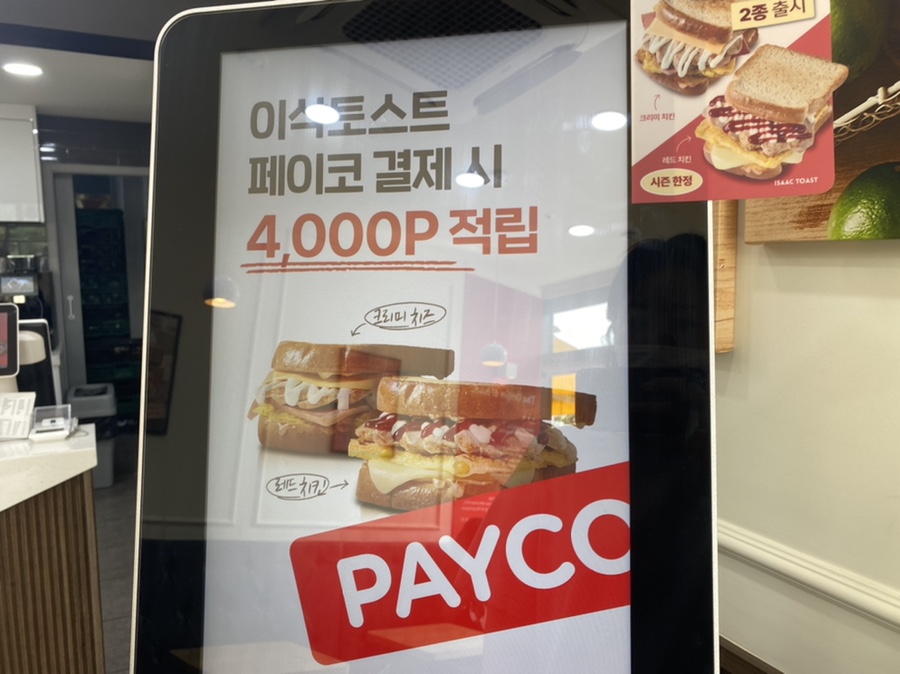 이식토스트
페이코 결제 시
4,000P 적립
크리미 치즈
레드 치킨
PAYCO
2종 출시
크리미 치킨
레드 치킨
시즌 한정
ISAAC TOAST